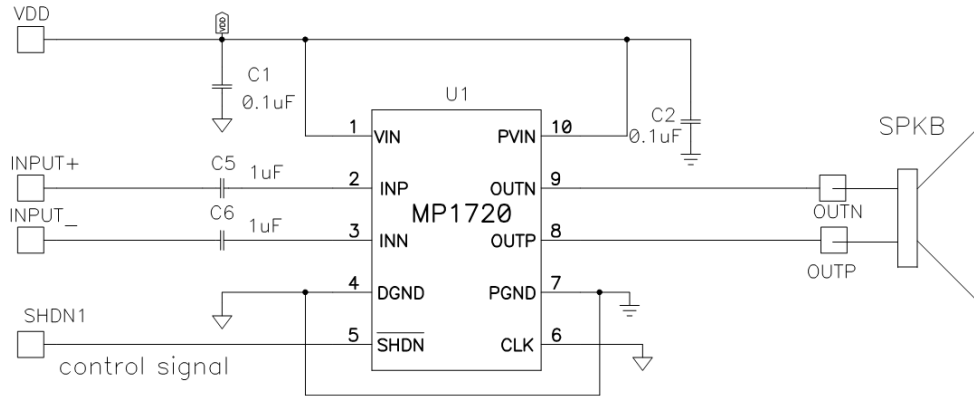 VDD
VDD
C1
0.1uF
U1
C2
0.1uF
SPKB
1 VIN PVIN 10
INPUT+
C5 1uF
2 INP OUTN 9
OUTN
MP1720
INPUT_
C6
1uF
3 INN OUTP 8
OUTP
4 DGND PGND 7
SHDN1
5 SHDN CLK 6
control signal